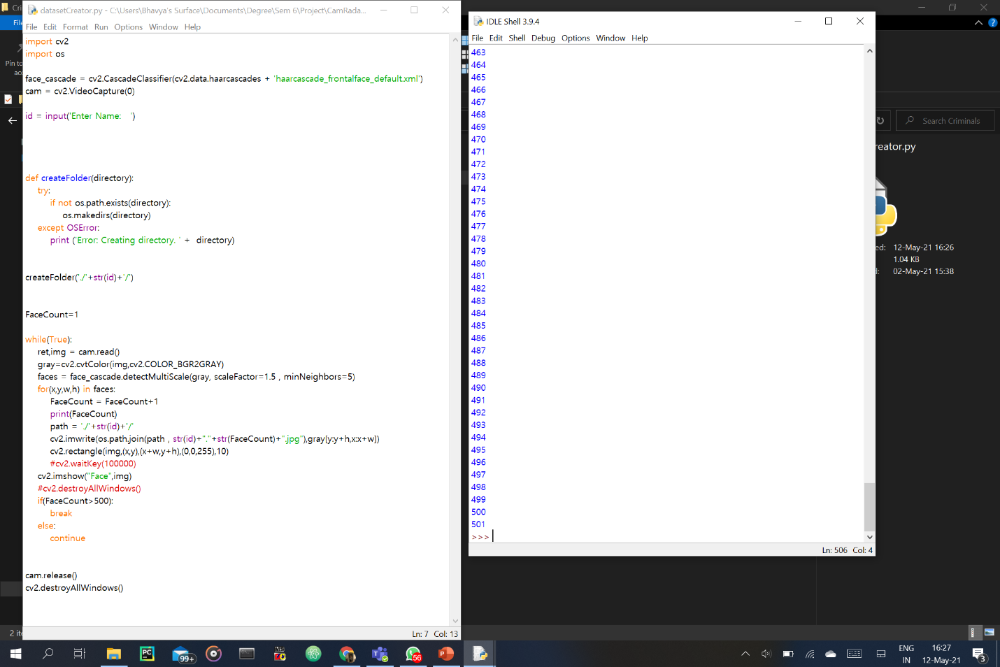 datasetCreator.py - C:\Users\Bhavya's Surface\Documents\Degree\Sem 6\Project\CamRada...
File Edit Format Run Options Window Help
import cv2
import os
face_cascade = cv2.CascadeClassifier(cv2.data.haarcascades + 'haarcascade_frontalface_default.xml')
cam = cv2.VideoCapture(0)
id = input('Enter Name:   ')
def createFolder(directory):
try:
if not os.path.exists(directory):
os.makedirs(directory)
except OSError:
print ('Error: Creating directory. ' +  directory)
createFolder('./'+str(id)+'/')
FaceCount=1
while(True):
ret,img = cam.read()
gray=cv2.cvtColor(img,cv2.COLOR_BGR2GRAY)
faces = face_cascade.detectMultiScale(gray, scaleFactor=1.5 , minNeighbors=5)
for(x,y,w,h) in faces:
FaceCount = FaceCount+1
print(FaceCount)
path = './'+str(id)+'/'
cv2.imwrite(os.path.join(path , str(id)+"."+str(FaceCount)+".jpg"),gray[y:y+h,x:x+w])
cv2.rectangle(img,(x,y),(x+w,y+h),(0,0,255),10)
#cv2.waitKey(100000)
cv2.imshow("Face",img)
#cv2.destroyAllWindows()
if(FaceCount>500):
break
else:
continue
cam.release()
cv2.destroyAllWindows()
Ln: 7 Col: 13
IDLE Shell 3.9.4
File Edit Shell Debug Options Window Help
463
464
465
466
467
468
469
470
471
472
473
474
475
476
477
478
479
480
481
482
483
484
485
486
487
488
489
490
491
492
493
494
495
496
497
498
499
500
501
>>>
Ln: 506 Col: 4
Search Criminals
reator.py
ed: 12-May-21 16:26
1.04 KB
02-May-21 15:38
Cri
File
Pin to
acc
2 it
PC
99+
56
ENG
IN
16:27
12-May-21
3